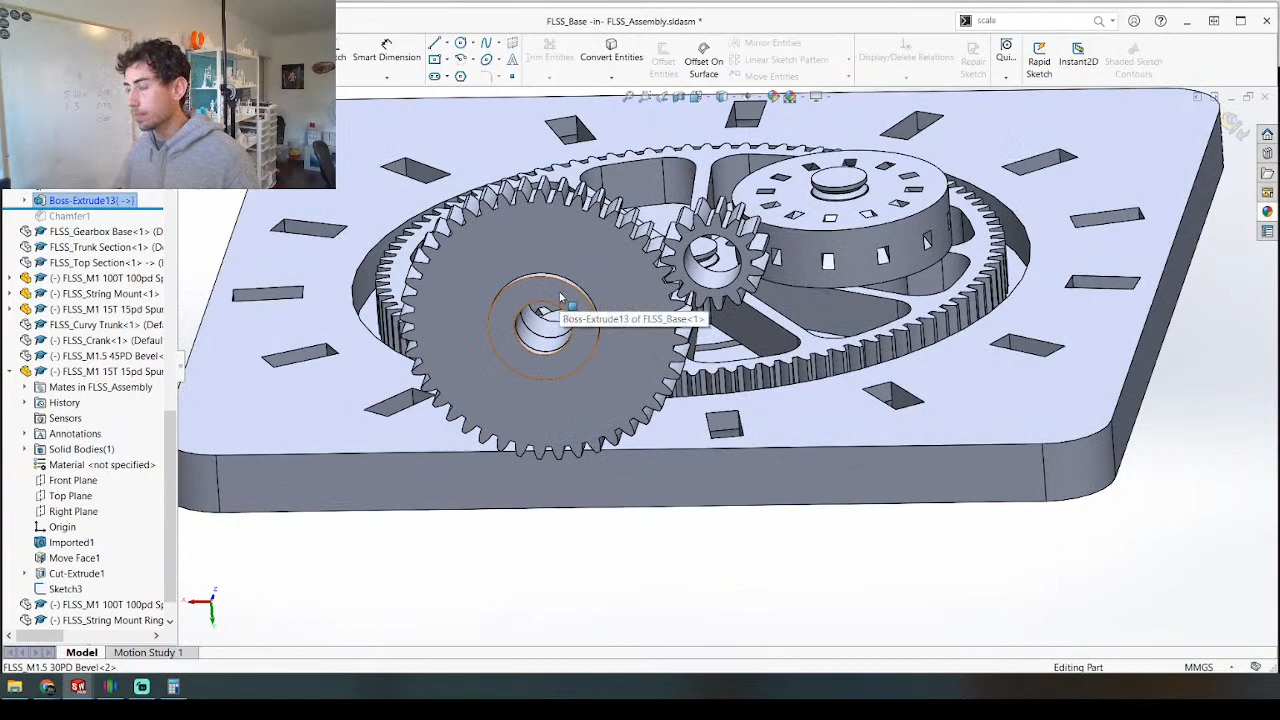 FLSS_Base -in- FLSS_Assembly.sldasm *
scale
Smart Dimension
Trim Entities
Convert Entities
Offset Entities
Offset On Surface
Mirror Entities
Linear Sketch Pattern
Move Entities
Display/Delete Relations
Repair Sketch
Qui...
Rapid Sketch
Instant2D
Shaded Sketch Contours
Boss-Extrude13{ ->}
Chamfer1
FLSS_Gearbox Base<1> (D
FLSS_Trunk Section<1> (D
FLSS_Top Section<1> -> (D
(-) FLSS_M1 100T 100pd Sp
(-) FLSS_String Mount<1>
(-) FLSS_M1 15T 15pd Spur
FLSS_Curvy Trunk<1> (Defa
(-) FLSS_Crank<1> (Default
FLSS_M1.5 45PD Bevel<
(-) FLSS_M1 15T 15pd Spur
Mates in FLSS_Assembly
History
Sensors
Annotations
Solid Bodies(1)
Material <not specified>
Front Plane
Top Plane
Right Plane
Origin
Imported1
Move Face1
Cut-Extrude1
Sketch3
(-) FLSS_M1 100T 100pd Sp
(-) FLSS_String Mount Ring
Boss-Extrude13 of FLSS_Base<1>
Model
Motion Study 1
FLSS_M1.5 30PD Bevel<2>
Editing Part
MMGS